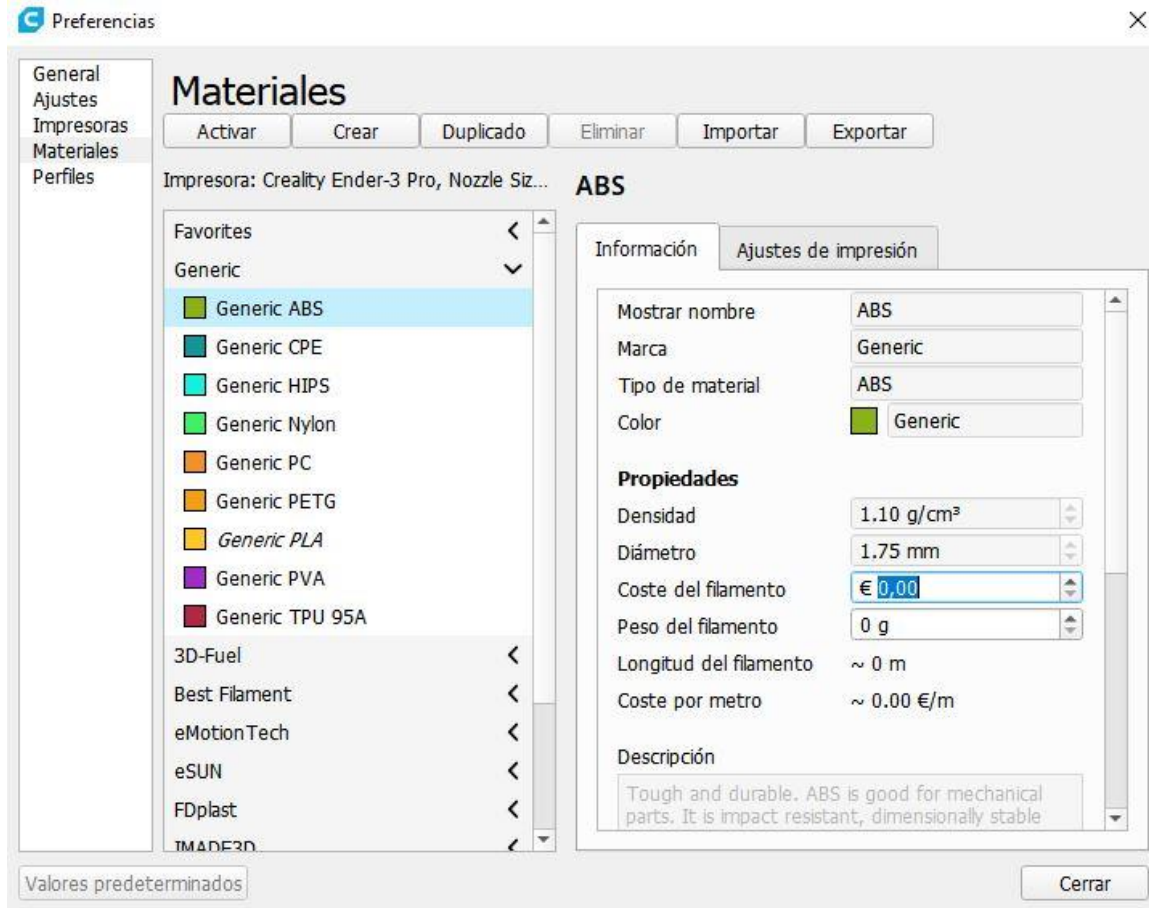 Preferencias
General
Ajustes
Impresoras
Materiales
Perfiles
Materiales
Activar Crear Duplicado Eliminar Importar Exportar
Impresora: Creality Ender-3 Pro, Nozzle Siz...
Favorites
Generic
Generic ABS
Generic CPE
Generic HIPS
Generic Nylon
Generic PC
Generic PETG
Generic PLA
Generic PVA
Generic TPU 95A
3D-Fuel
Best Filament
eMotionTech
eSUN
FDplast
IMADE3D
ABS
Información Ajustes de impresión
Mostrar nombre ABS
Marca Generic
Tipo de material ABS
Color Generic
Propiedades
Densidad 1.10 g/cm³
Diámetro 1.75 mm
Coste del filamento € 0,00
Peso del filamento 0 g
Longitud del filamento ~ 0 m
Coste por metro ~ 0.00 €/m
Descripción
Tough and durable. ABS is good for mechanical
parts. It is impact resistant, dimensionally stable
Valores predeterminados Cerrar